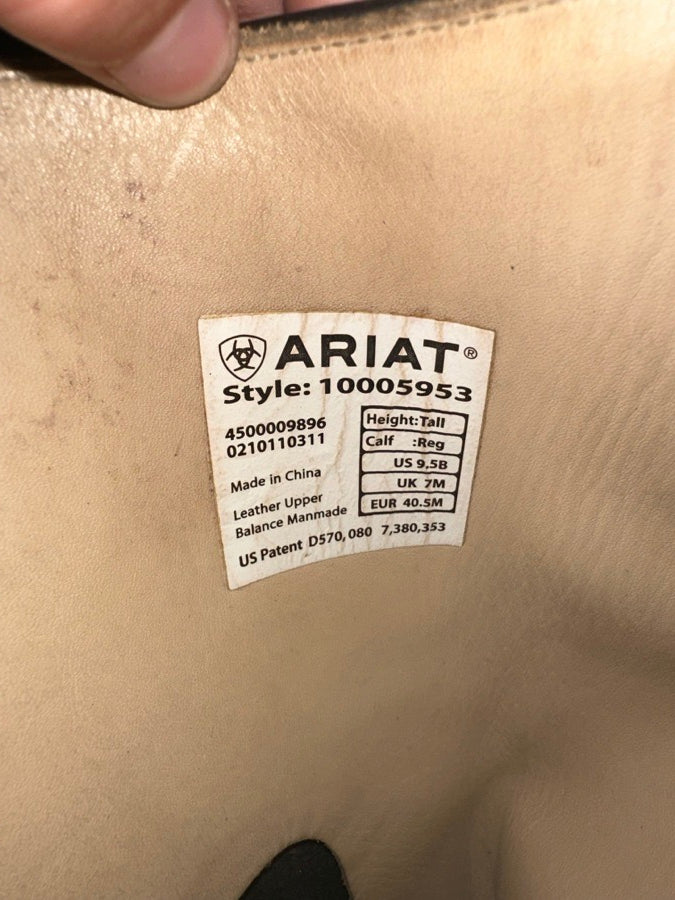 ARIAT®
Style: 10005953
4500009896
0210110311
Height:Tall
Calf :Reg
US 9.5B
UK 7M
EUR 40.5M
Made in China
Leather Upper
Balance Manmade
US Patent D570,080 7,380,353